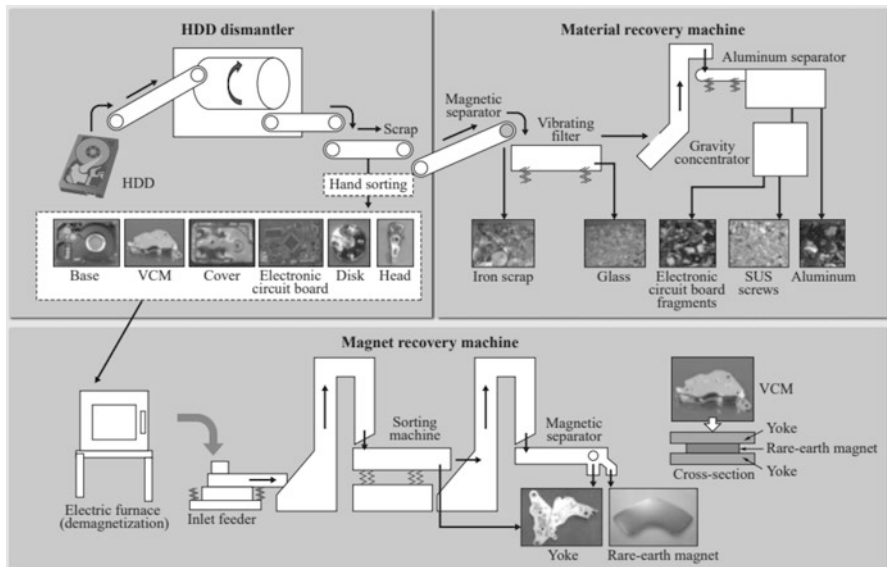 HDD dismantler
HDD
Scrap
Hand sorting
Base
VCM
Cover
Electronic
circuit board
Disk
Head
Material recovery machine
Magnetic
separator
Vibrating
filter
Aluminum separator
Gravity
concentrator
Iron scrap
Glass
Electronic
circuit board
fragments
SUS
screws
Aluminum
Magnet recovery machine
Electric furnace
(demagnetization)
Inlet feeder
Sorting
machine
Magnetic
separator
Yoke
Rare-earth magnet
VCM
Yoke
Rare-earth magnet
Yoke
Cross-section